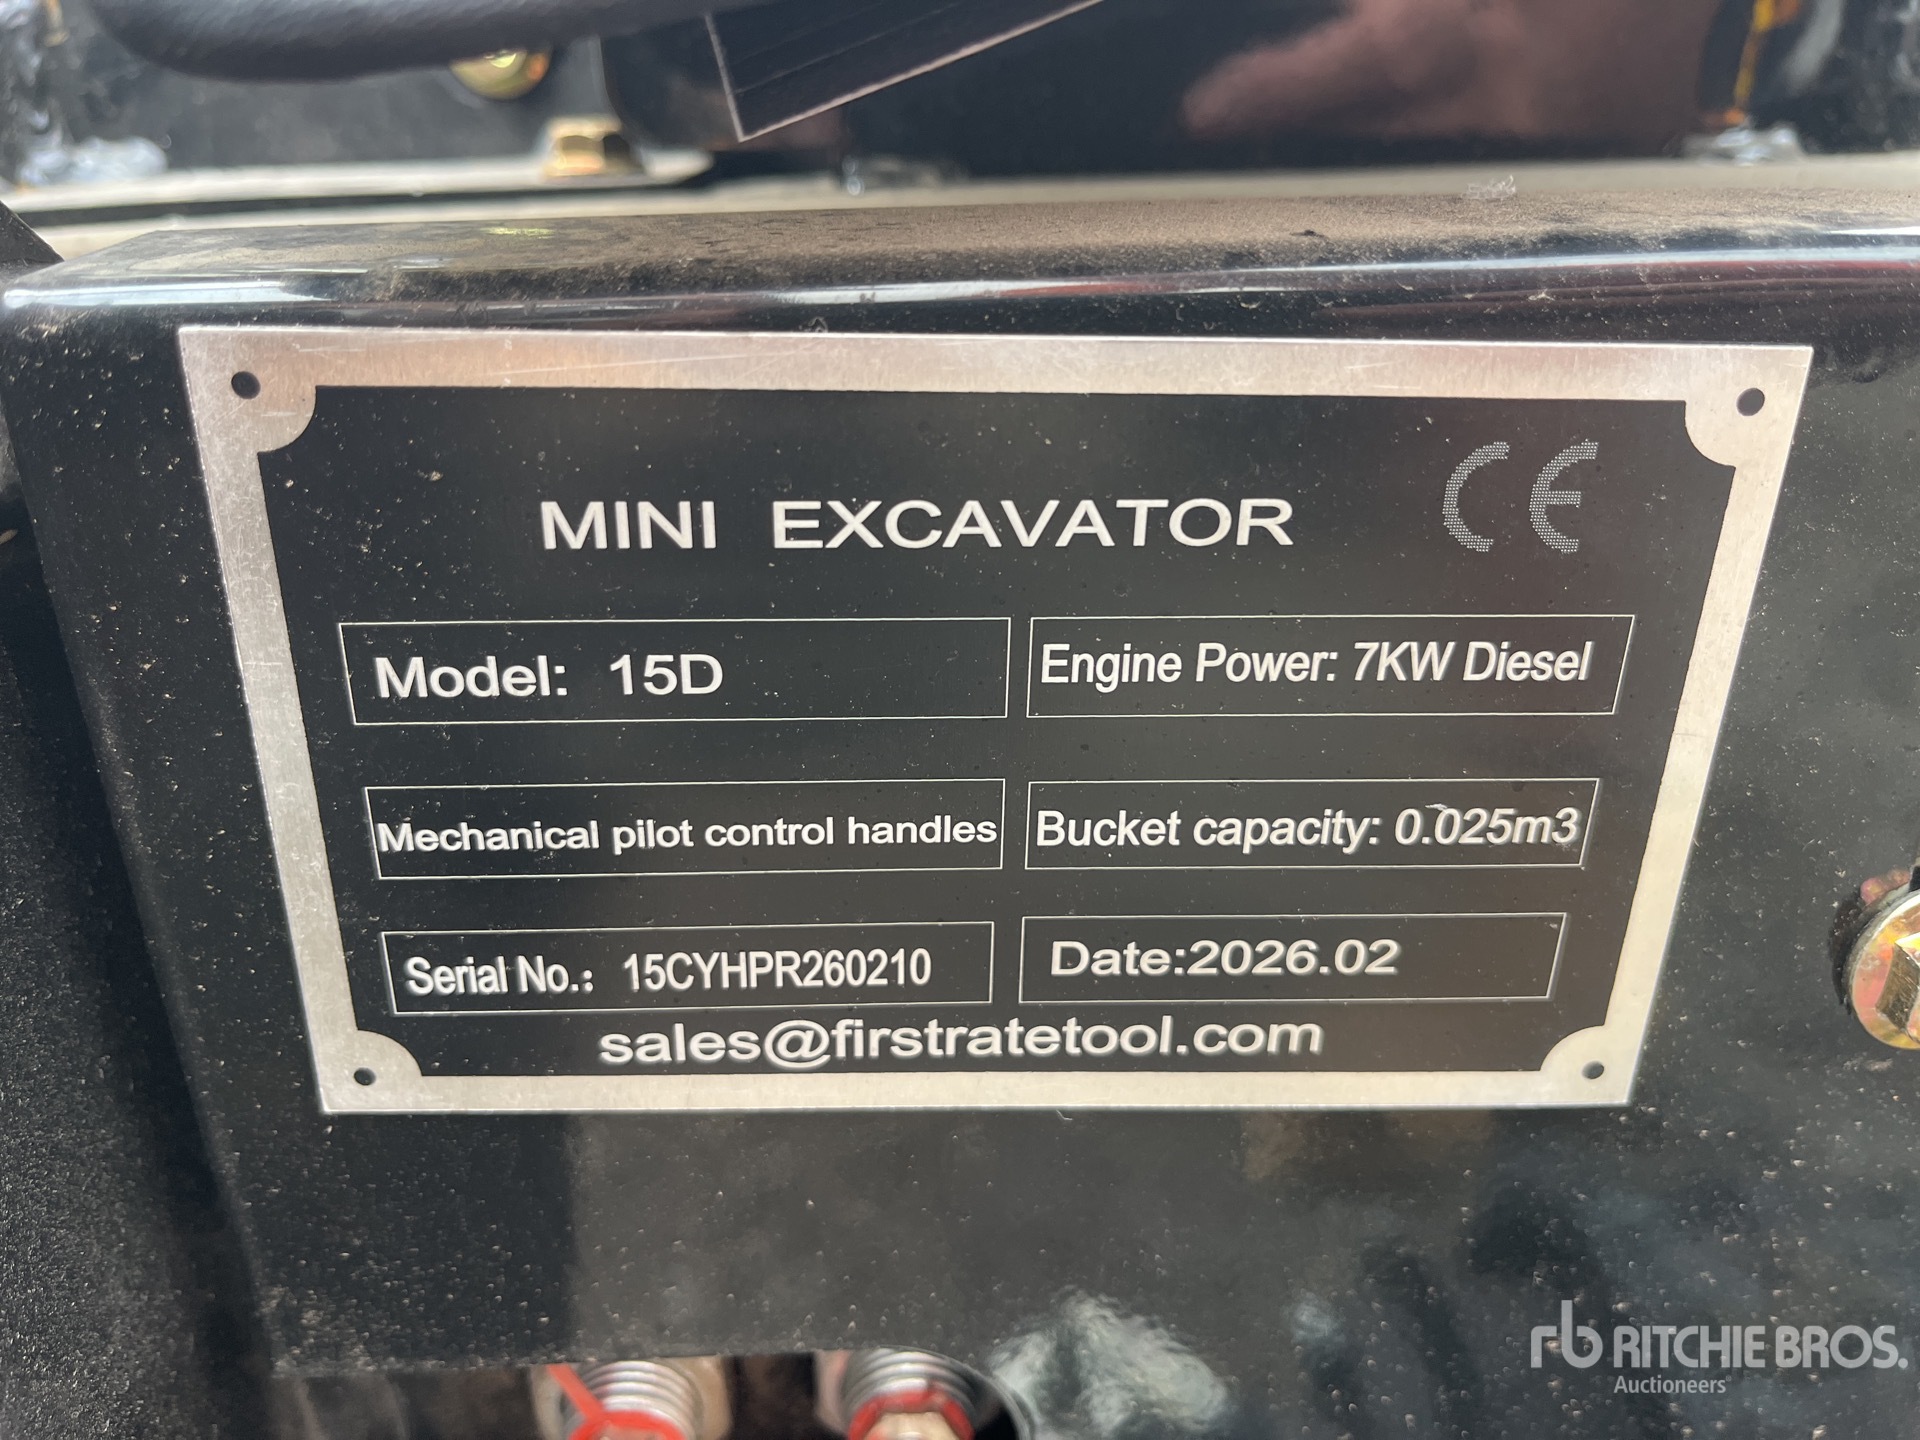 MINI EXCAVATOR
CE
Model: 15D
Engine Power: 7KW Diesel
Mechanical pilot control handles
Bucket capacity: 0.025m3
Serial No.: 15CYHPR260210
Date:2026.02
sales@firstratetool.com
rb RITCHIE BROS.
Auctioneers